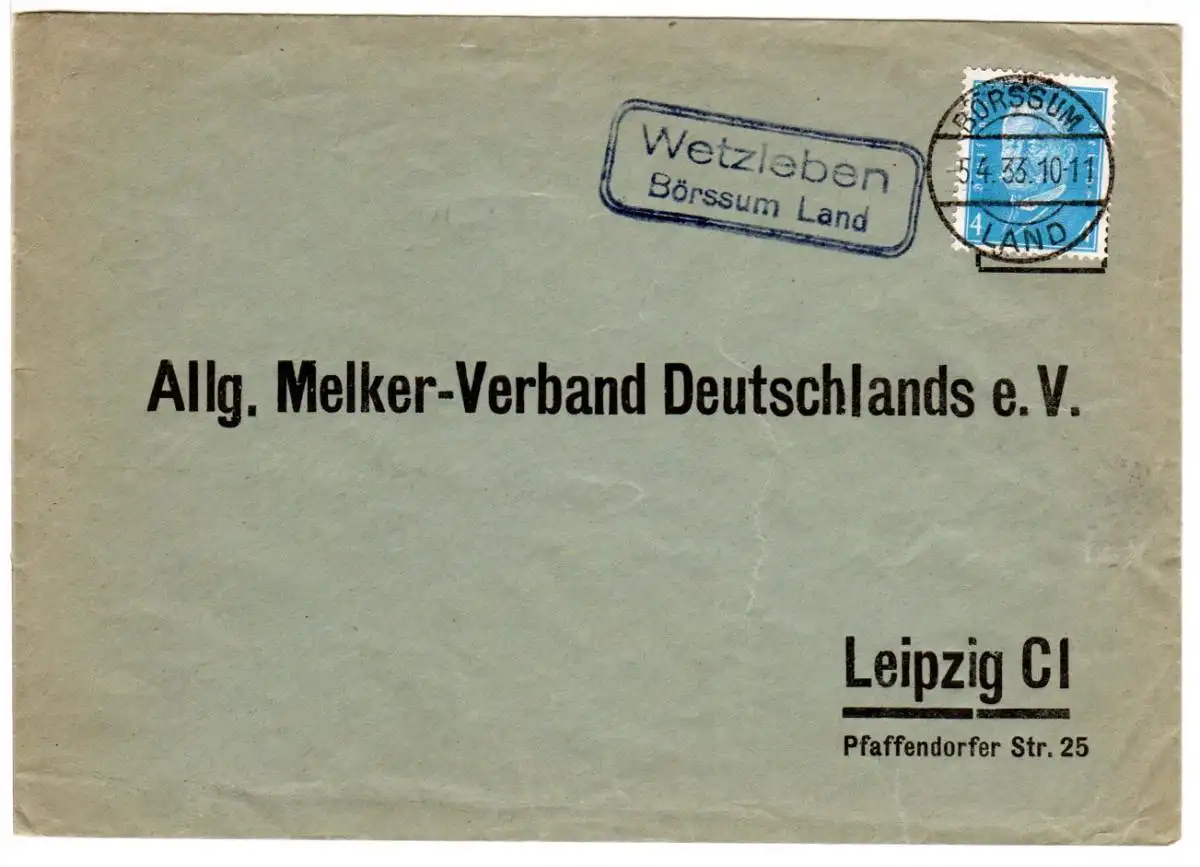 Wetzleben
Börssum Land
BÖRSSUM
-5.4.33.10-11
LAND
4
Allg. Melker-Verband Deutschlands e. V.
Leipzig C1
Pfaffendorfer Str. 25